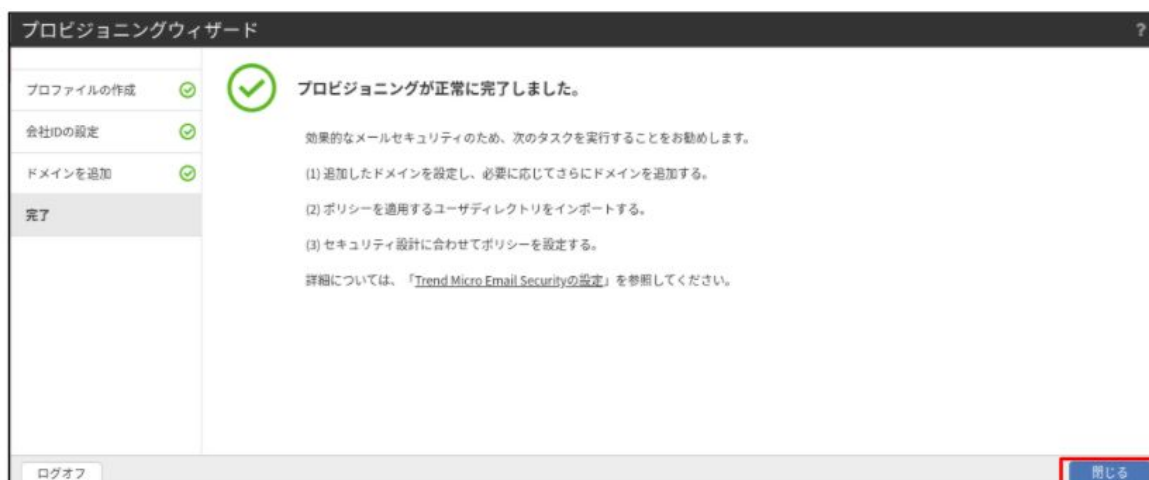 プロビジョニングウィザード
?
プロファイルの作成
会社IDの設定
ドメインを追加
完了
プロビジョニングが正常に完了しました。
効果的なメールセキュリティのため、次のタスクを実行することをお勧めします。
(1) 追加したドメインを設定し、必要に応じてさらにドメインを追加する。
(2) ポリシーを適用するユーザディレクトリをインポートする。
(3) セキュリティ設計に合わせてポリシーを設定する。
詳細については、「Trend Micro Email Securityの設定」を参照してください。
ログオフ
閉じる